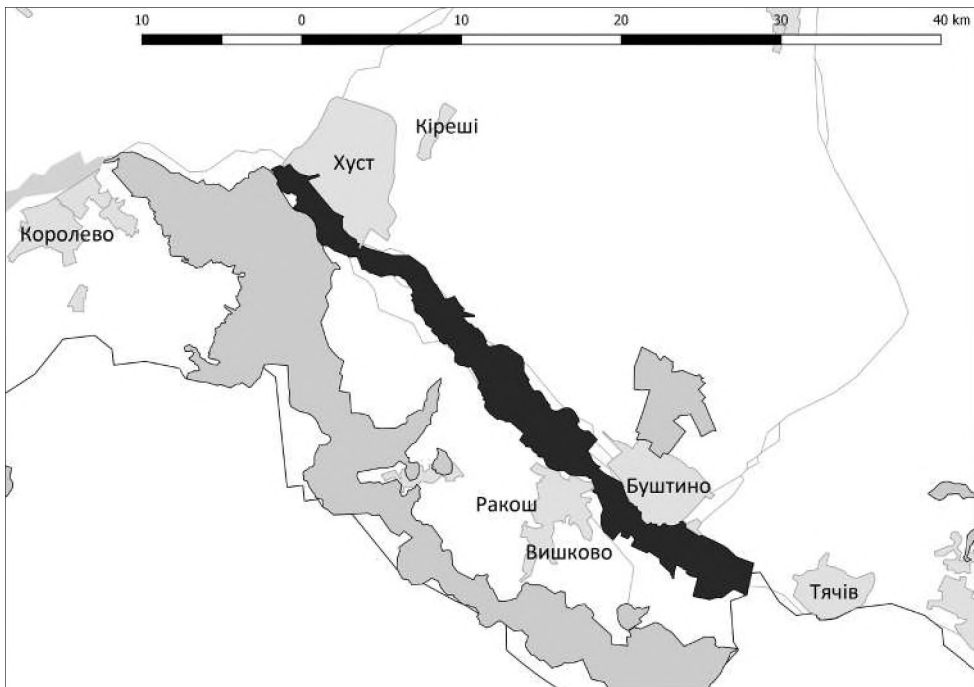 10 0 10 20 30 40 km
Кіреші
Хуст
Королево
Буштино
Ракош
Вишково
Тячів